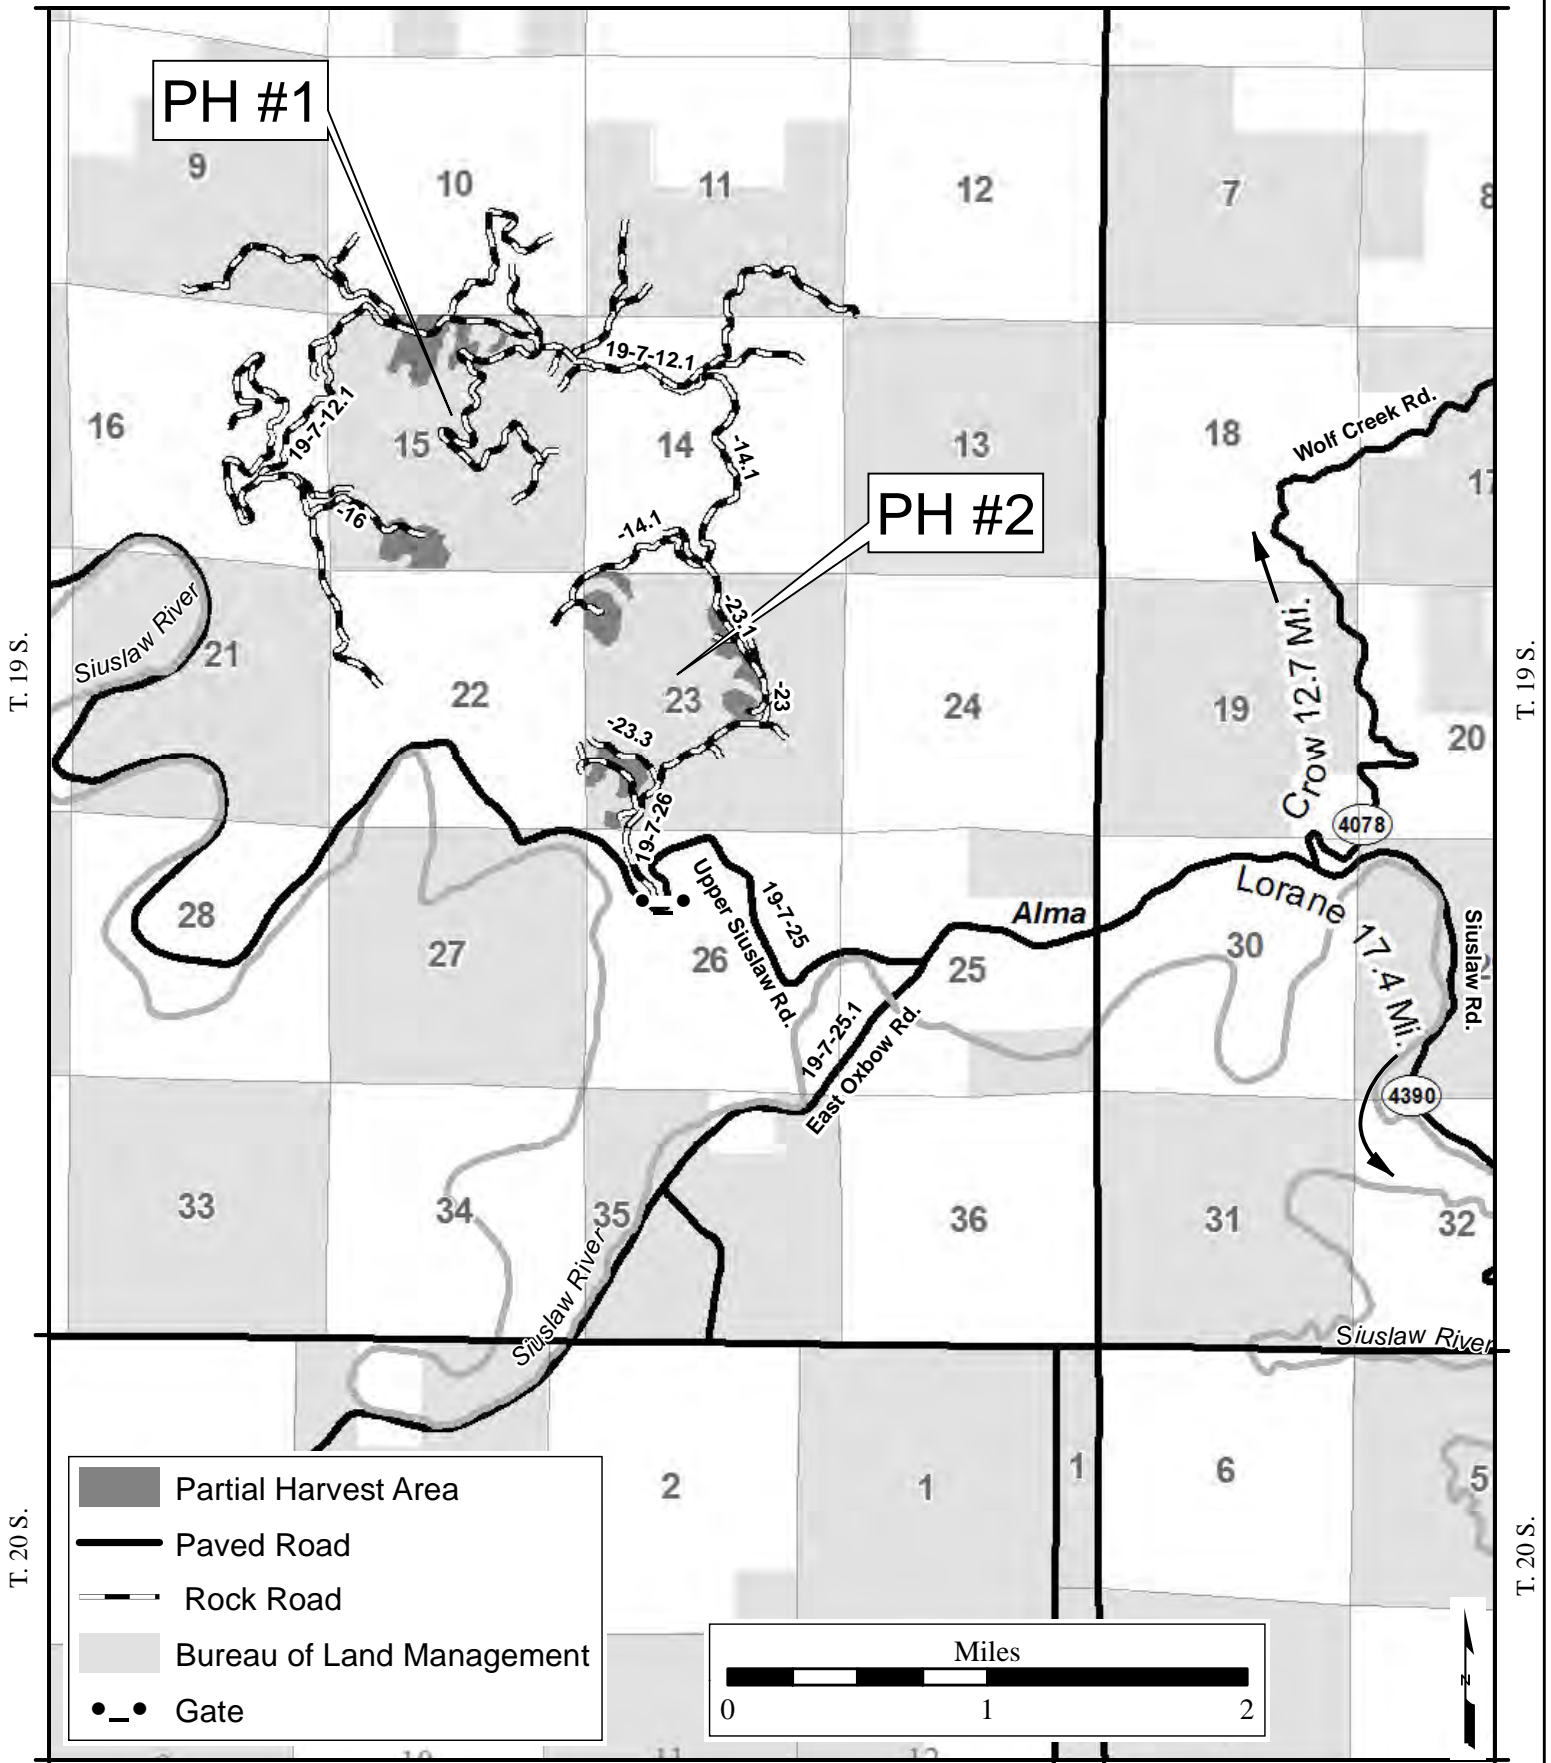 PH #1
9
10
11
12
7
8
19-7-12.1
16
19-7-12.1
15
14
-14.1
13
18
Wolf Creek Rd.
17
PH #2
-16
-14.1
Siuslaw River
21
22
-23.1
23
-23
-23.3
24
19
Crow 12.7 Mi.
20
T. 19 S.
T. 19 S.
4078
19-7-26
28
27
26
Upper Siuslaw Rd.
19-7-25
Alma
25
30
Lorane 17.4 Mi.
Siuslaw Rd.
2
19-7-25.1
East Oxbow Rd.
4390
33
34
35
36
31
32
Siuslaw River
Siuslaw River
2
1
1
6
5
T. 20 S.
T. 20 S.
Partial Harvest Area
Paved Road
Rock Road
Bureau of Land Management
Gate
Miles
0
1
2
N
10
11
12